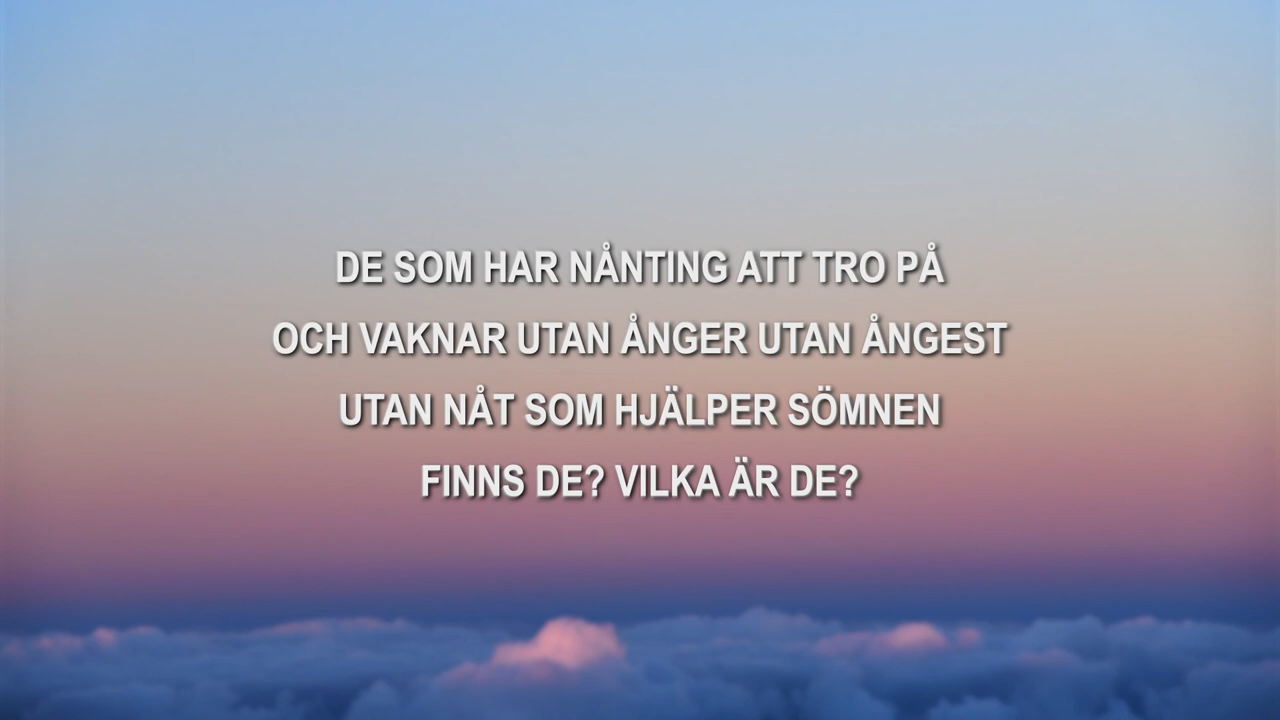 DE SOM HAR NÅNTING ATT TRO PÅ
OCH VAKNAR UTAN ÅNGER UTAN ÅNGEST
UTAN NÅT SOM HJÄLPER SÖMNEN
FINNS DE? VILKA ÄR DE?